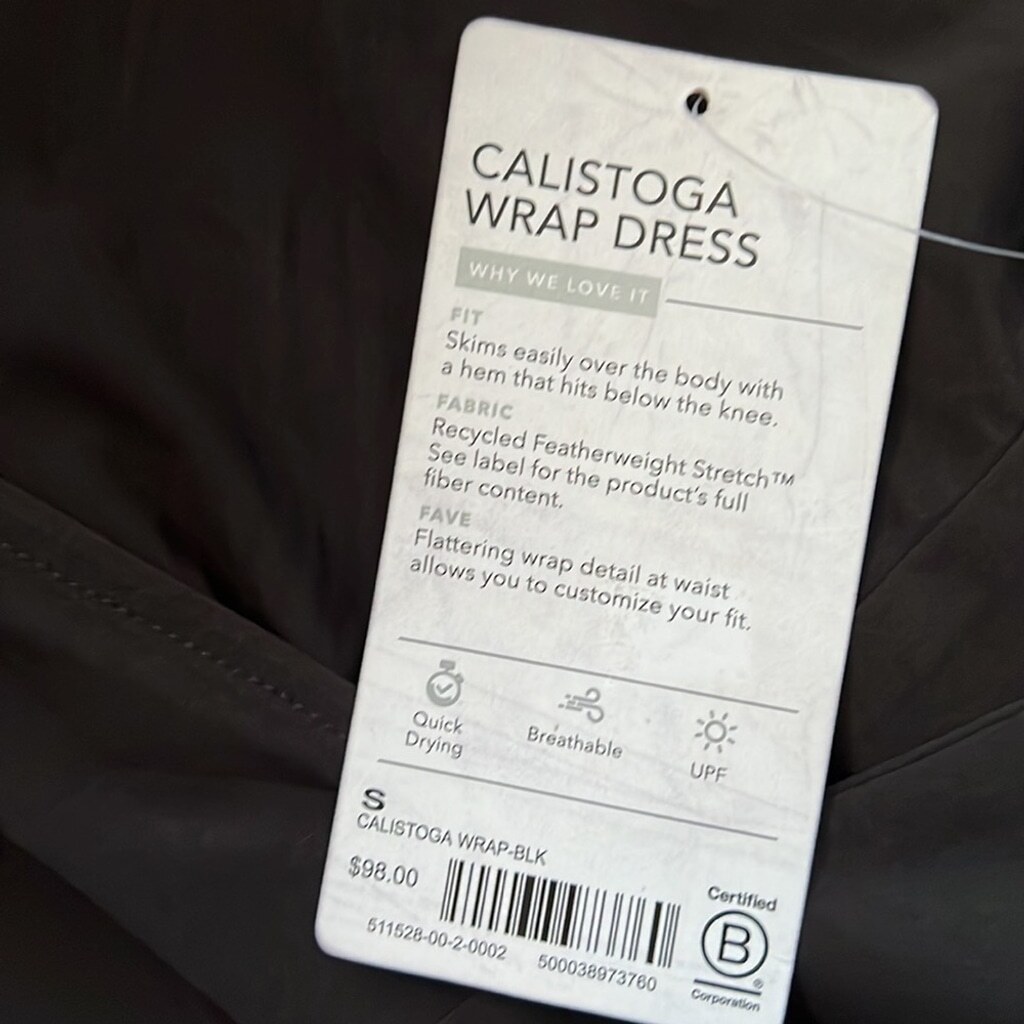 CALISTOGA
WRAP DRESS
WHY WE LOVE IT
FIT
Skims easily over the body with
a hem that hits below the knee.
FABRIC
Recycled Featherweight Stretch™
See label for the product's full
fiber content.
FAVE
Flattering wrap detail at waist
allows you to customize your fit.
Quick
Drying
Breathable
UPF
S
CALISTOGA WRAP-BLK
$98.00
511528-00-2-0002
500038973760
Certified
B
®
Corporation